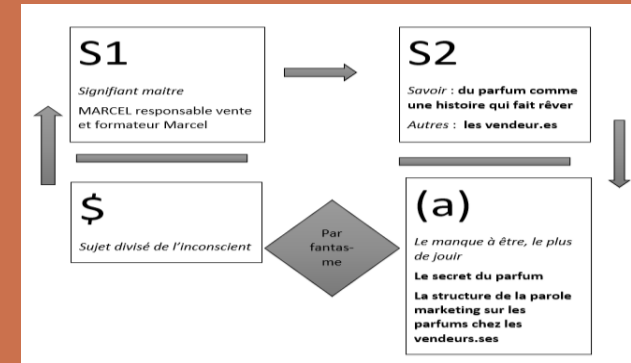 S1
Signifiant maitre
MARCEL responsable vente
et formateur Marcel
S2
Savoir : du parfum comme
une histoire qui fait rêver
Autres : les vendeur.es
$
Sujet divisé de l'inconscient
Par
fantas-
me
(a)
Le manque à être, le plus
de jouir
Le secret du parfum
La structure de la parole
marketing sur les
parfums chez les
vendeurs.ses